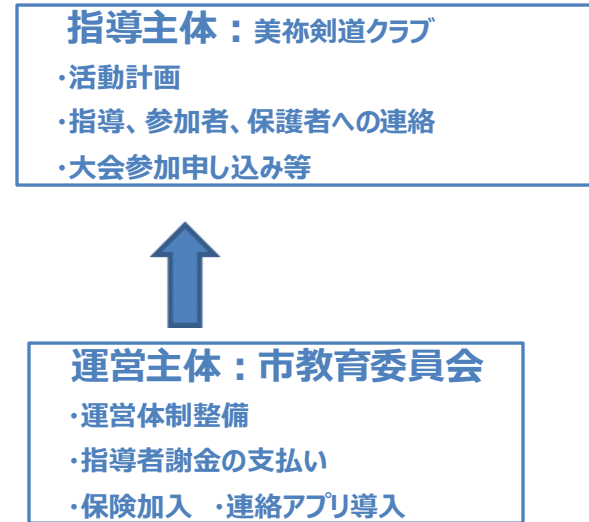 指導主体：美祢剣道クラブ
・活動計画
・指導、参加者、保護者への連絡
・大会参加申し込み等
運営主体：市教育委員会
・運営体制整備
・指導者謝金の支払い
・保険加入　・連絡アプリ導入